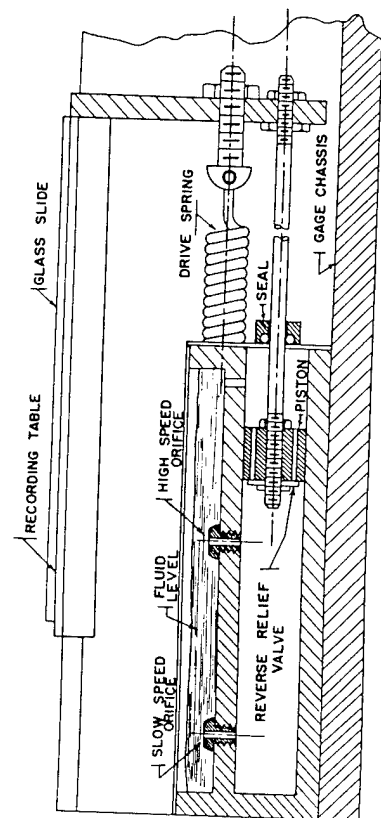 GLASS SLIDE
RECORDING TABLE
DRIVE SPRING
SEAL
GAGE CHASSIS
PISTON
HIGH SPEED
ORIFICE
FLUID
LEVEL
SLOW SPEED
ORIFICE
REVERSE RELIEF
VALVE